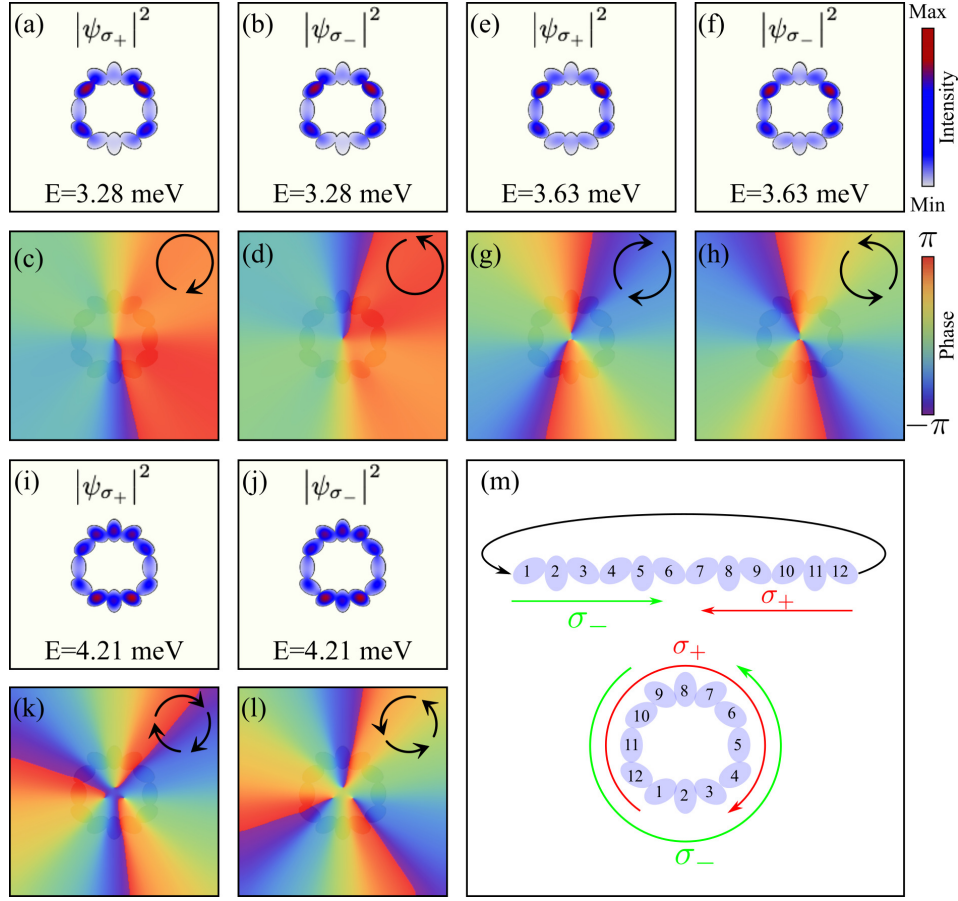 (a) |ψσ+|² E=3.28 meV
(b) |ψσ−|² E=3.28 meV
(e) |ψσ+|² E=3.63 meV
(f) |ψσ−|² E=3.63 meV
Max
Intensity
Min
(c)
(d)
(g)
(h)
π
Phase
−π
(i) |ψσ+|² E=4.21 meV
(j) |ψσ−|² E=4.21 meV
(k)
(l)
(m)
1 2 3 4 5 6 7 8 9 10 11 12
σ−
σ+
σ+
9 8 7
10 6
11 5
12 4
1 2 3
σ−